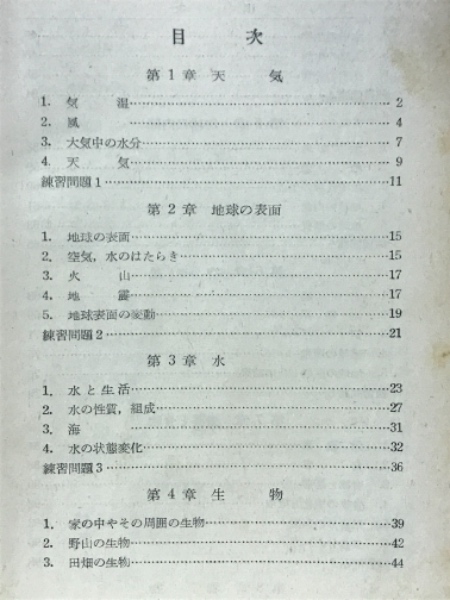 目　次
第1章 天　気
1. 気　温 2
2. 風 4
3. 大気中の水分 7
4. 天　気 9
練習問題1 11
第2章 地球の表面
1. 地球の表面 15
2. 空気，水のはたらき 15
3. 火　山 17
4. 地　震 17
5. 地球表面の変動 19
練習問題2 21
第3章 水
1. 水と生活 23
2. 水の性質，組成 27
3. 海 31
4. 水の状態変化 32
練習問題3 36
第4章 生　物
1. 家の中やその周囲の生物 39
2. 野山の生物 42
3. 田畑の生物 44